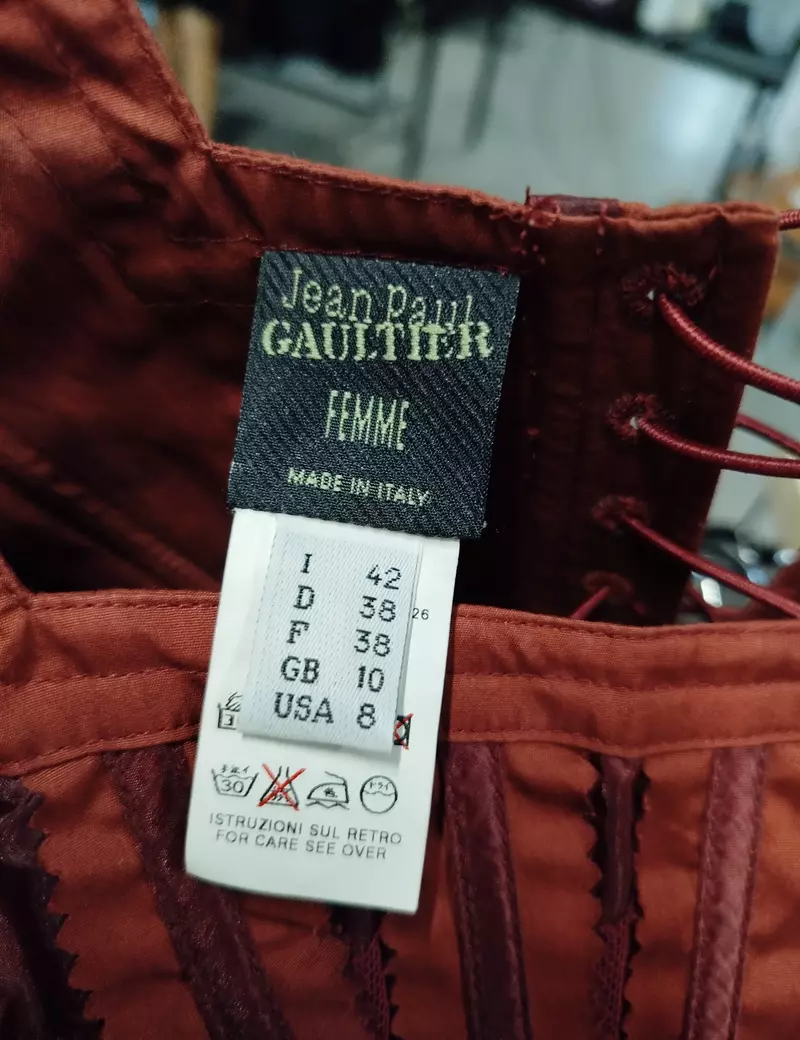 Jean Paul
GAULTIER
FEMME
MADE IN ITALY
I 42
D 38
F 38
GB 10
USA 8
26
30
ISTRUZIONI SUL RETRO
FOR CARE SEE OVER